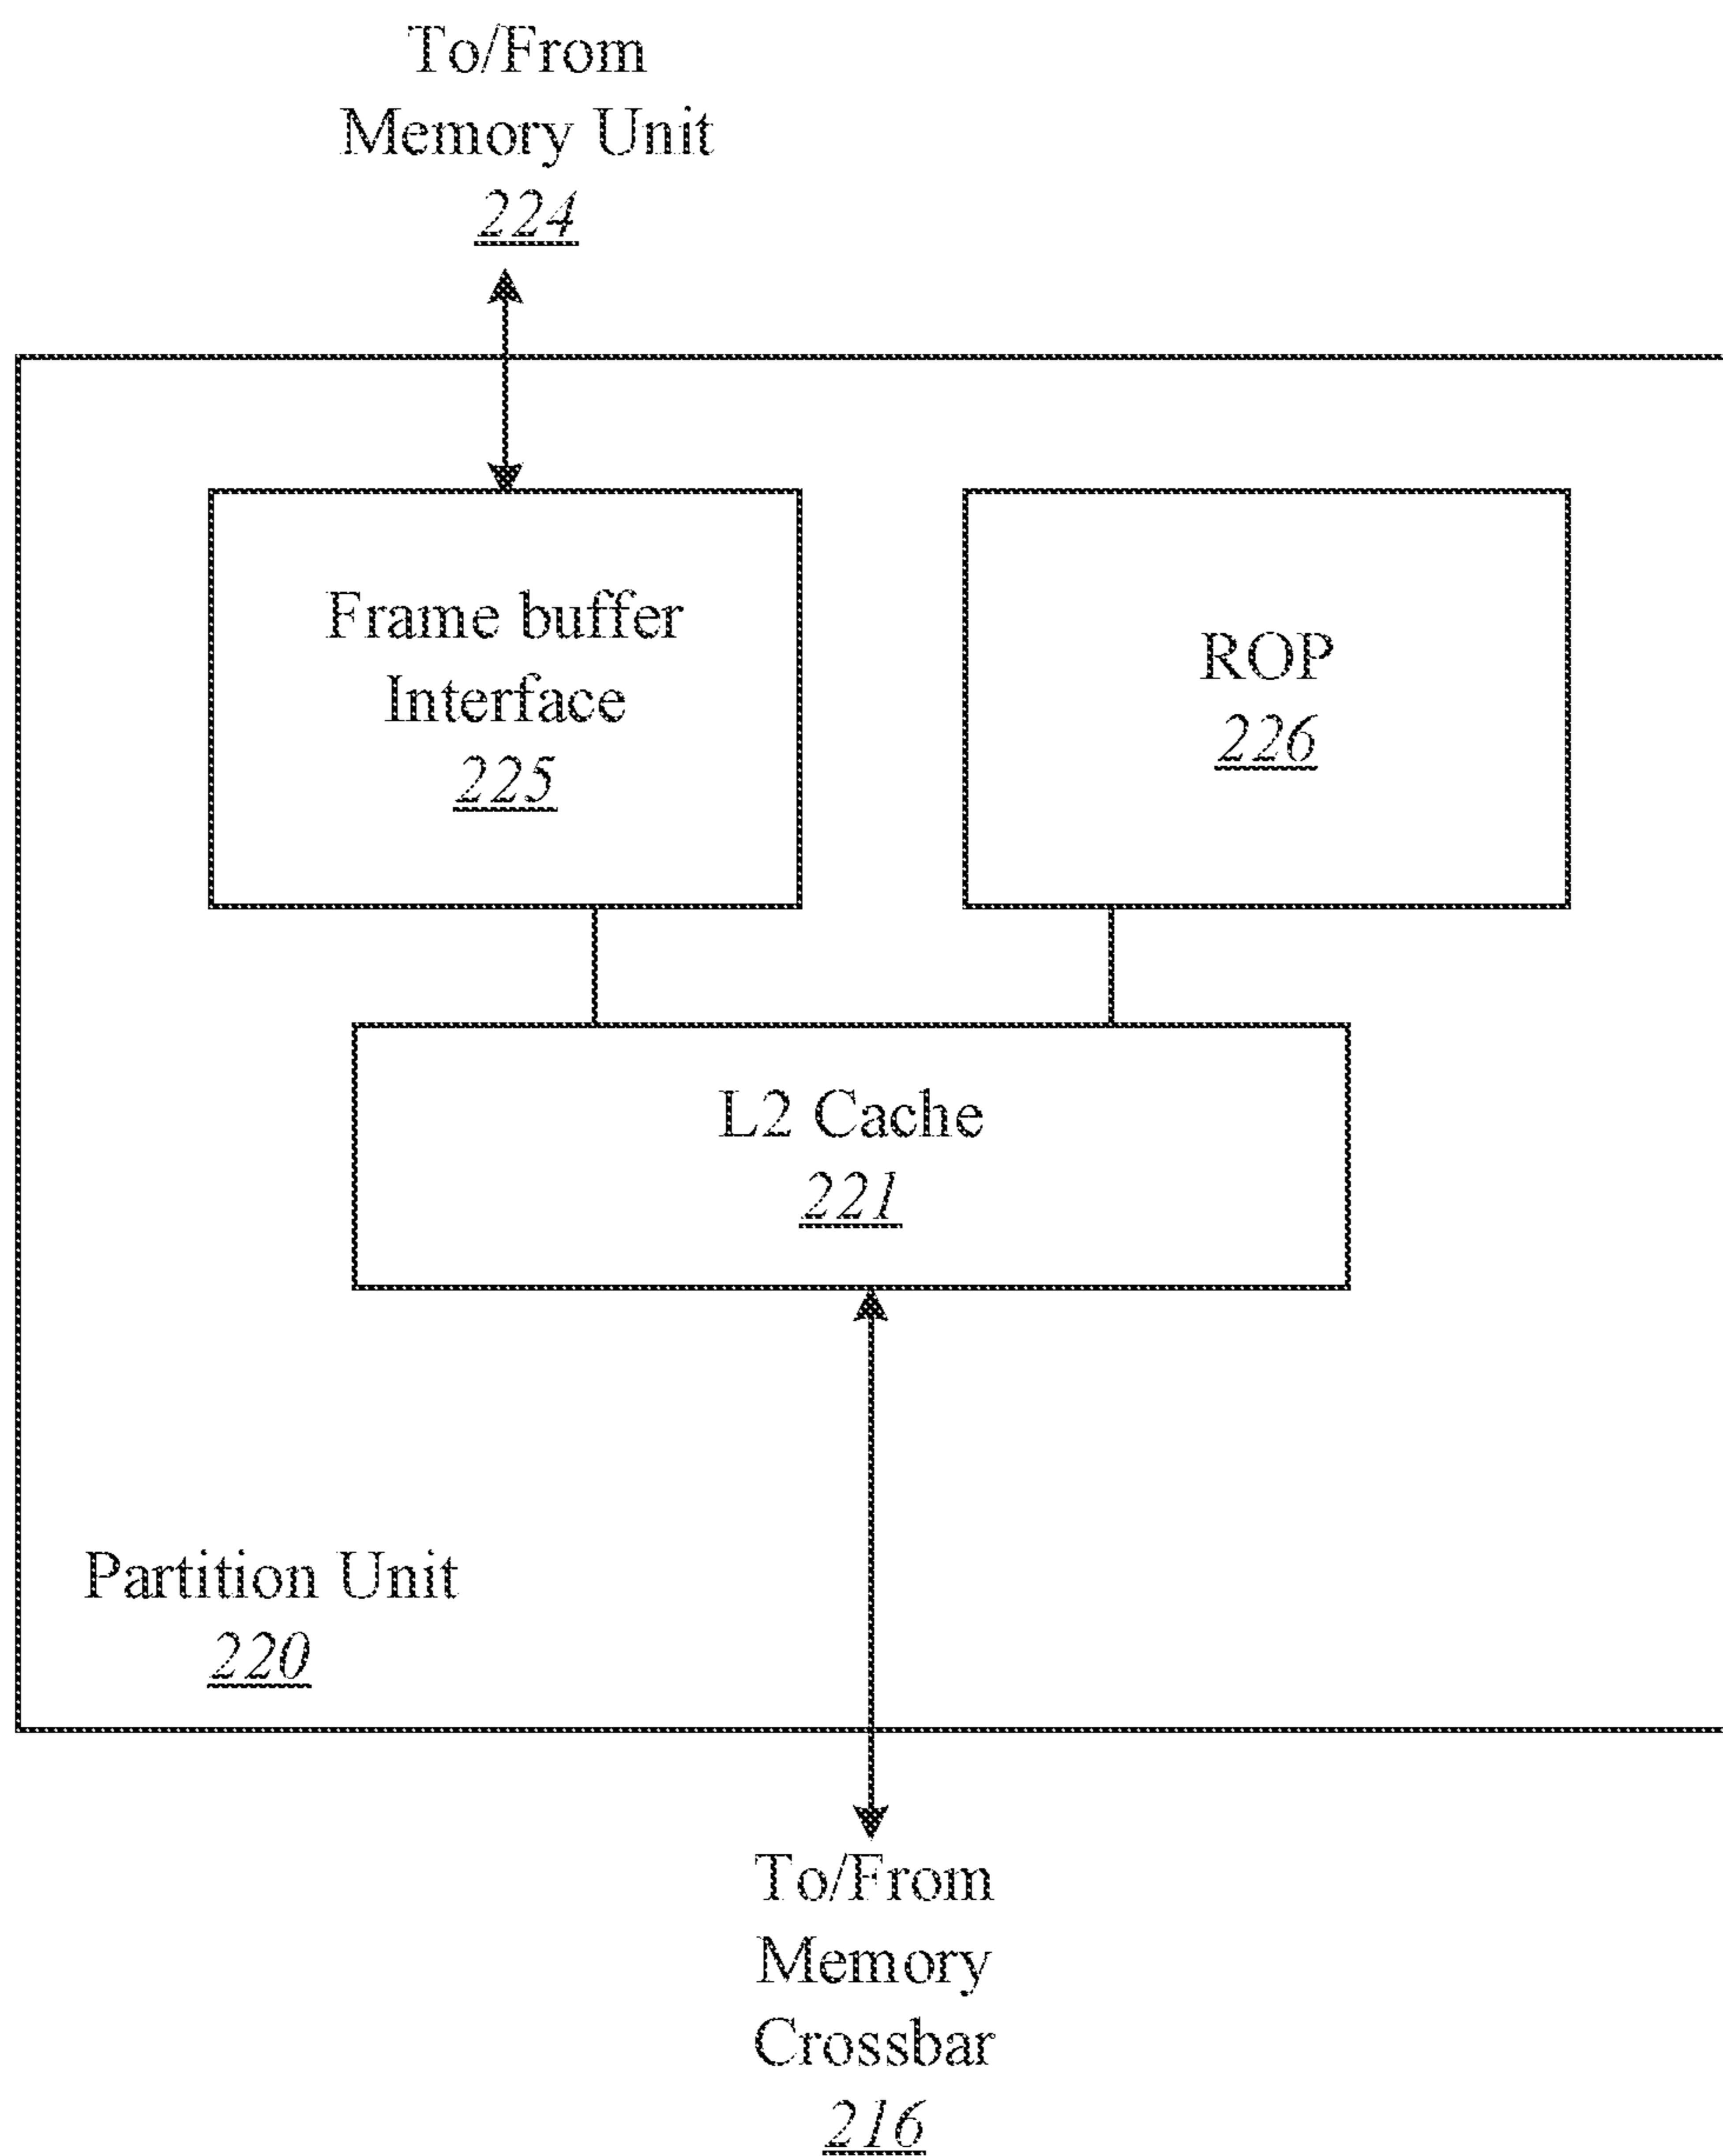 To/From
Memory Unit
224
Frame buffer
Interface
225
ROP
226
L2 Cache
221
Partition Unit
220
To/From
Memory
Crossbar
216